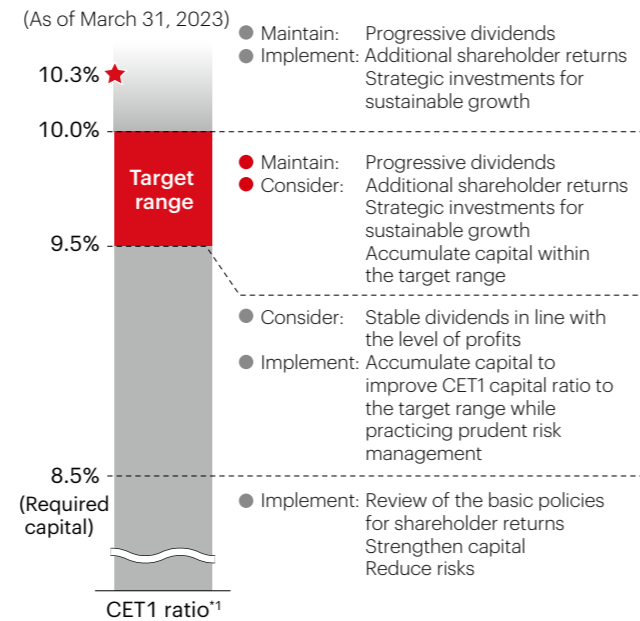 (As of March 31, 2023)
10.3%
Maintain: Progressive dividends
Implement: Additional shareholder returns
Strategic investments for
sustainable growth
10.0%
Target
range
Maintain: Progressive dividends
Consider: Additional shareholder returns
Strategic investments for
sustainable growth
Accumulate capital within
the target range
9.5%
Consider: Stable dividends in line with
the level of profits
Implement: Accumulate capital to
improve CET1 capital ratio to
the target range while
practicing prudent risk
management
8.5%
(Required
capital)
Implement: Review of the basic policies
for shareholder returns
Strengthen capital
Reduce risks
CET1 ratio*1